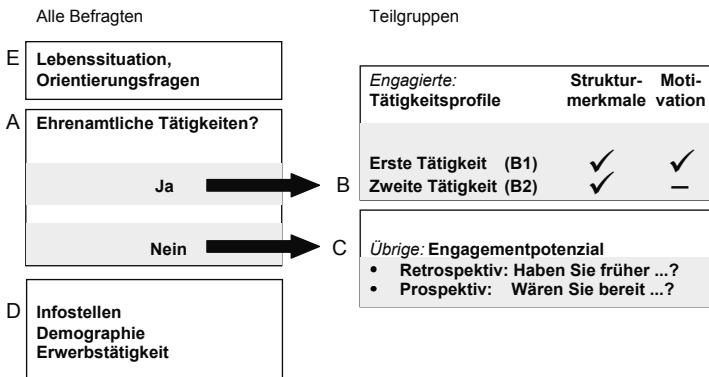 Alle Befragten
E
Lebenssituation,
Orientierungsfragen
A
Ehrenamtliche Tätigkeiten?
Ja
Nein
D
Infostellen
Demographie
Erwerbstätigkeit
Teilgruppen
B
Engagierte: Struktur- Moti-
Tätigkeitsprofile merkmale vation
Erste Tätigkeit (B1) ✓ ✓
Zweite Tätigkeit (B2) ✓ –
C
Übrige: Engagementpotenzial
• Retrospektiv: Haben Sie früher ...?
• Prospektiv: Wären Sie bereit ...?